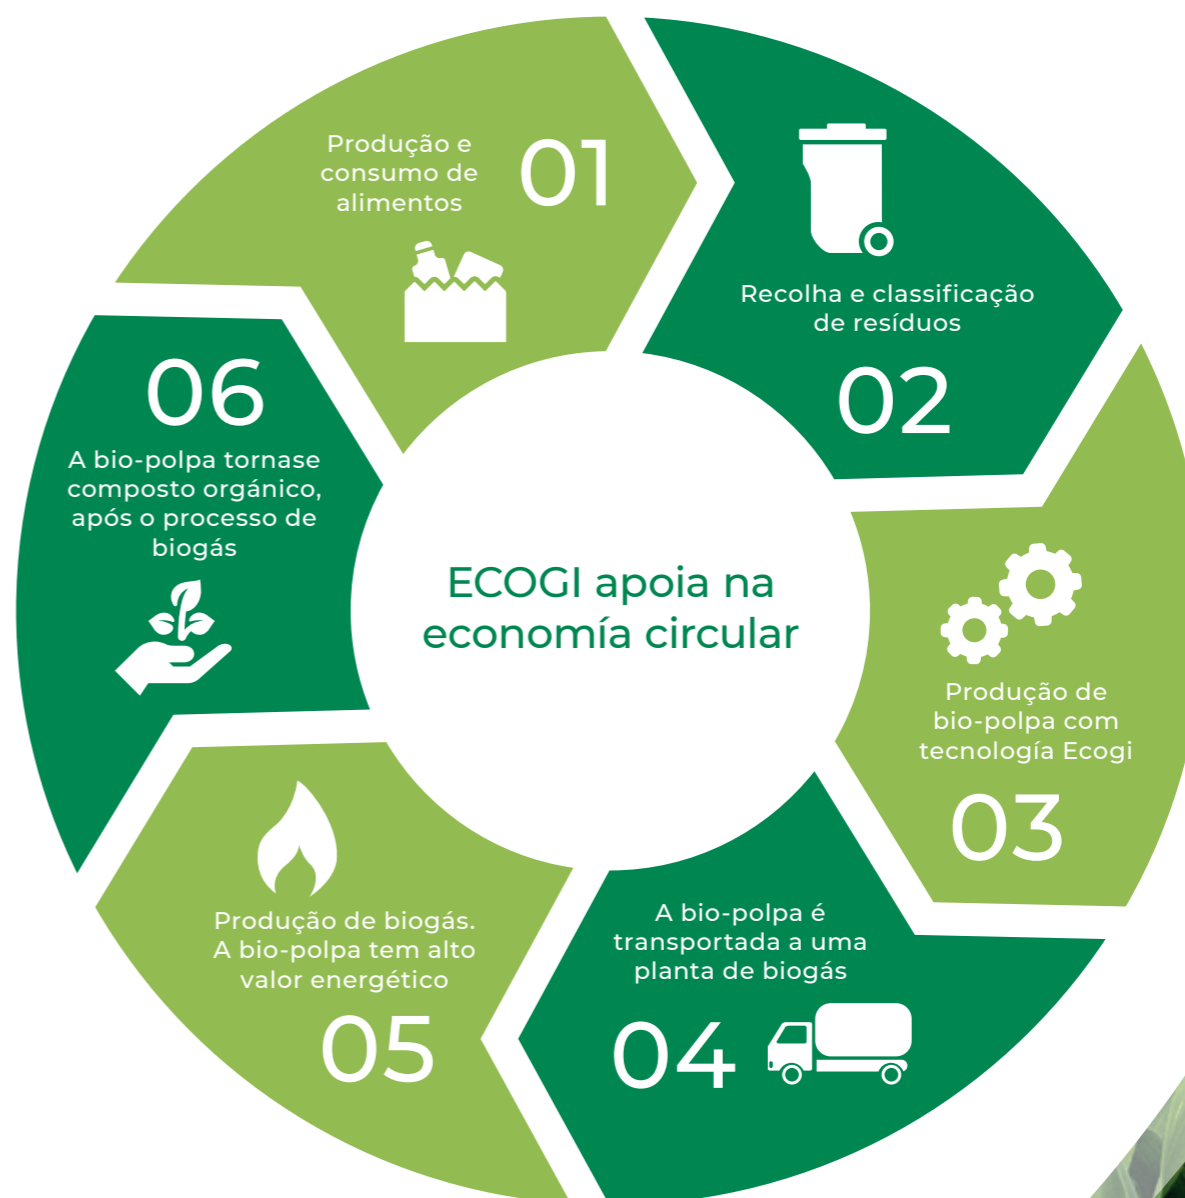 ECOGI apoia na
economía circular
Produção e
consumo de
alimentos
01
Recolha e classificação
de resíduos
02
Produção de
bio-polpa com
tecnología Ecogi
03
A bio-polpa é
transportada a uma
planta de biogás
04
Produção de biogás.
A bio-polpa tem alto
valor energético
05
06
A bio-polpa tornase
composto orgánico,
após o processo de
biogás